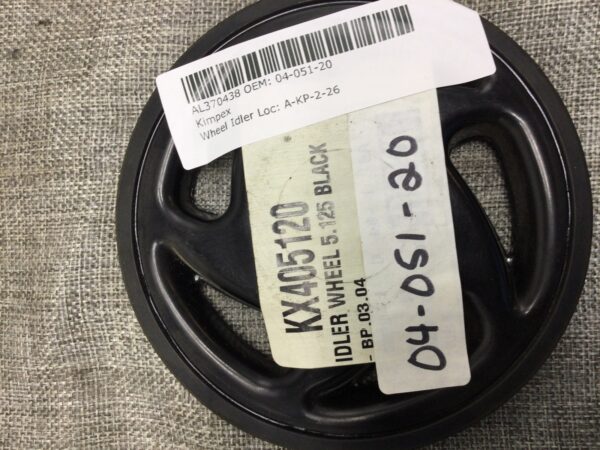 AL370438 OEM: 04-051-20
Kimpex
Wheel Idler Loc: A-KP-2-26
KX405120
IDLER WHEEL 5.125 BLACK
- BP.03.04
04-051-20